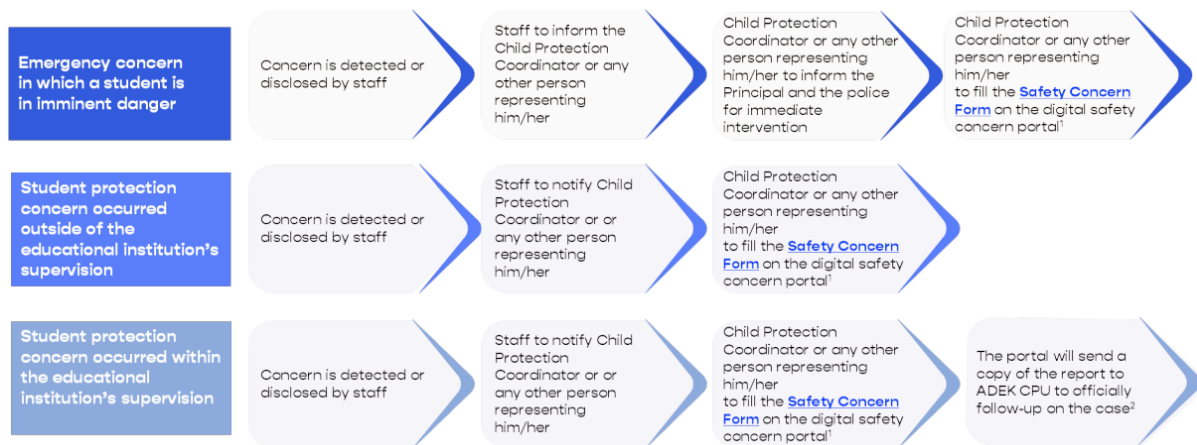 Emergency concern
in which a student is
in imminent danger
Concern is detected or
disclosed by staff
Staff to inform the
Child Protection
Coordinator or any
other person
representing
him/her
Child Protection
Coordinator or any other
person representing
him/her to inform the
Principal and the police
for immediate
intervention
Child Protection
Coordinator or any other
person representing
him/her
to fill the Safety Concern
Form on the digital safety
concern portal¹
Student protection
concern occurred
outside of the
educational institution's
supervision
Concern is detected or
disclosed by staff
Staff to notify Child
Protection
Coordinator or or
any other person
representing
him/her
Child Protection
Coordinator or any other
person representing
him/her
to fill the Safety Concern
Form on the digital safety
concern portal¹
Student protection
concern occurred within
the educational
institution's supervision
Concern is detected or
disclosed by staff
Staff to notify Child
Protection
Coordinator or or
any other person
representing
him/her
Child Protection
Coordinator or any other
person representing
him/her
to fill the Safety Concern
Form on the digital safety
concern portal¹
The portal will send a
copy of the report to
ADEK CPU to officially
follow-up on the case²